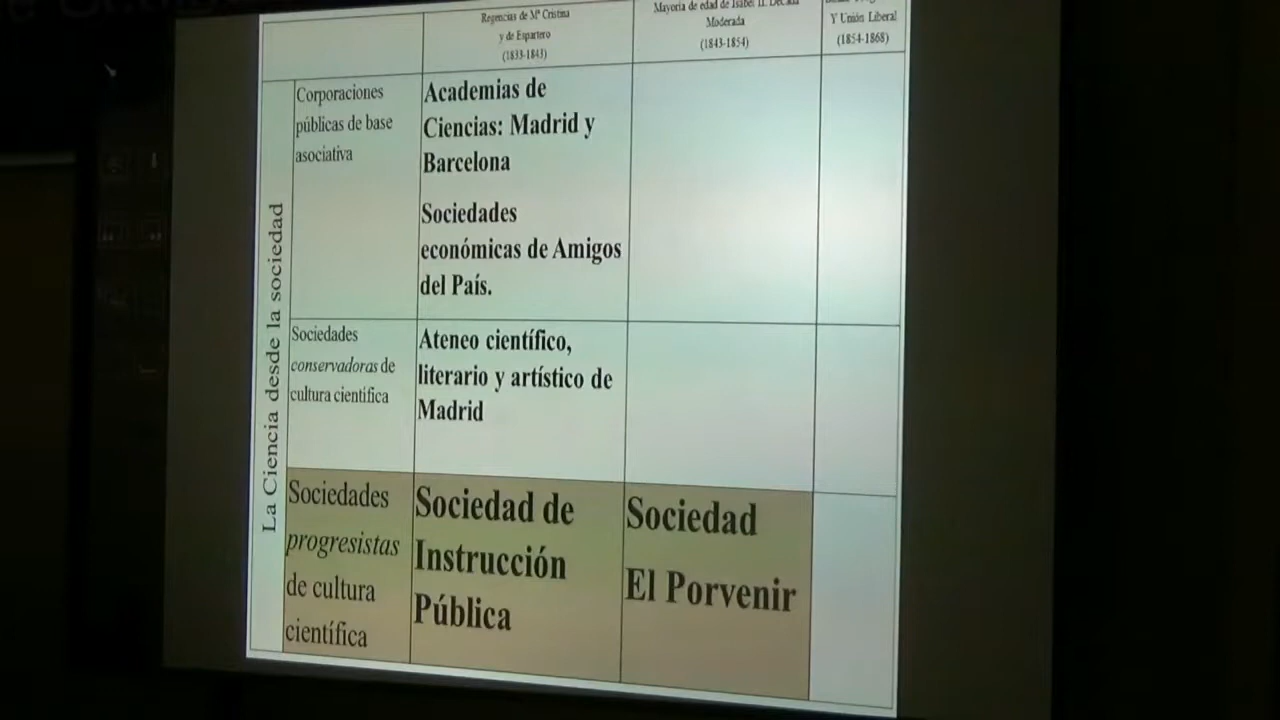 Regencias de Mª Cristina
y de Espartero
(1833-1843)
Mayoría de edad de Isabel II. Década
Moderada
(1843-1854)
Y Unión Liberal
(1854-1868)
La Ciencia desde la sociedad
Corporaciones
públicas de base
asociativa
Academias de
Ciencias: Madrid y
Barcelona
Sociedades
económicas de Amigos
del País.
Sociedades
conservadoras de
cultura científica
Ateneo científico,
literario y artístico de
Madrid
Sociedades
progresistas
de cultura
científica
Sociedad de
Instrucción
Pública
Sociedad
El Porvenir